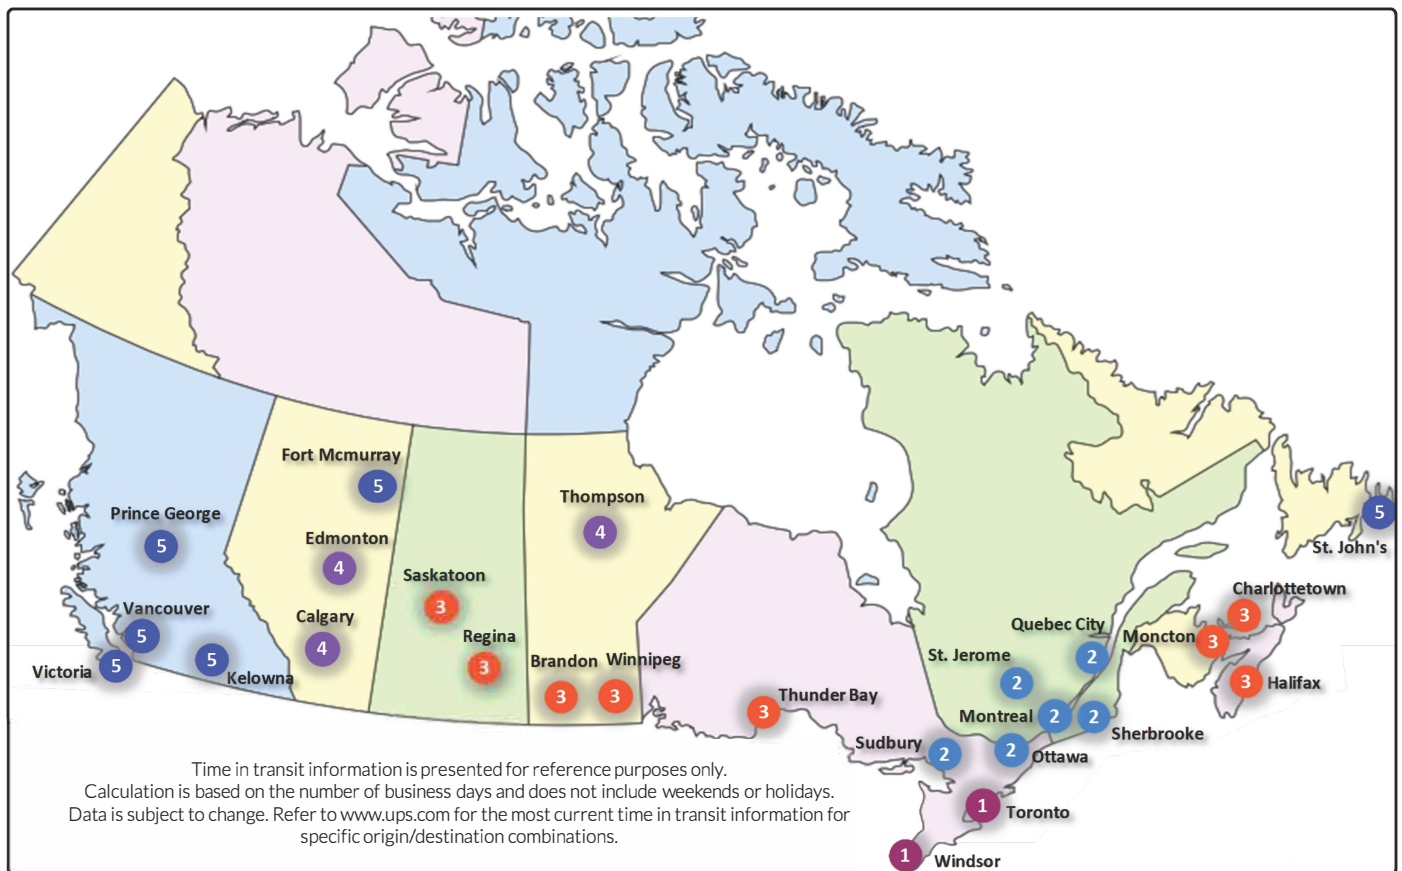 Fort Mcmurray
5
Thompson
4
Prince George
5
St. John's
5
Edmonton
4
Saskatoon
3
Charlottetown
3
Vancouver
5
Calgary
4
Regina
3
Quebec City
2
Moncton
3
Victoria
5
Kelowna
5
Brandon
3
Winnipeg
3
St. Jerome
2
Halifax
3
Thunder Bay
3
Montreal
2
Sherbrooke
2
Sudbury
2
Ottawa
2
Toronto
1
Windsor
1
Time in transit information is presented for reference purposes only.
Calculation is based on the number of business days and does not include weekends or holidays.
Data is subject to change. Refer to www.ups.com for the most current time in transit information for
specific origin/destination combinations.